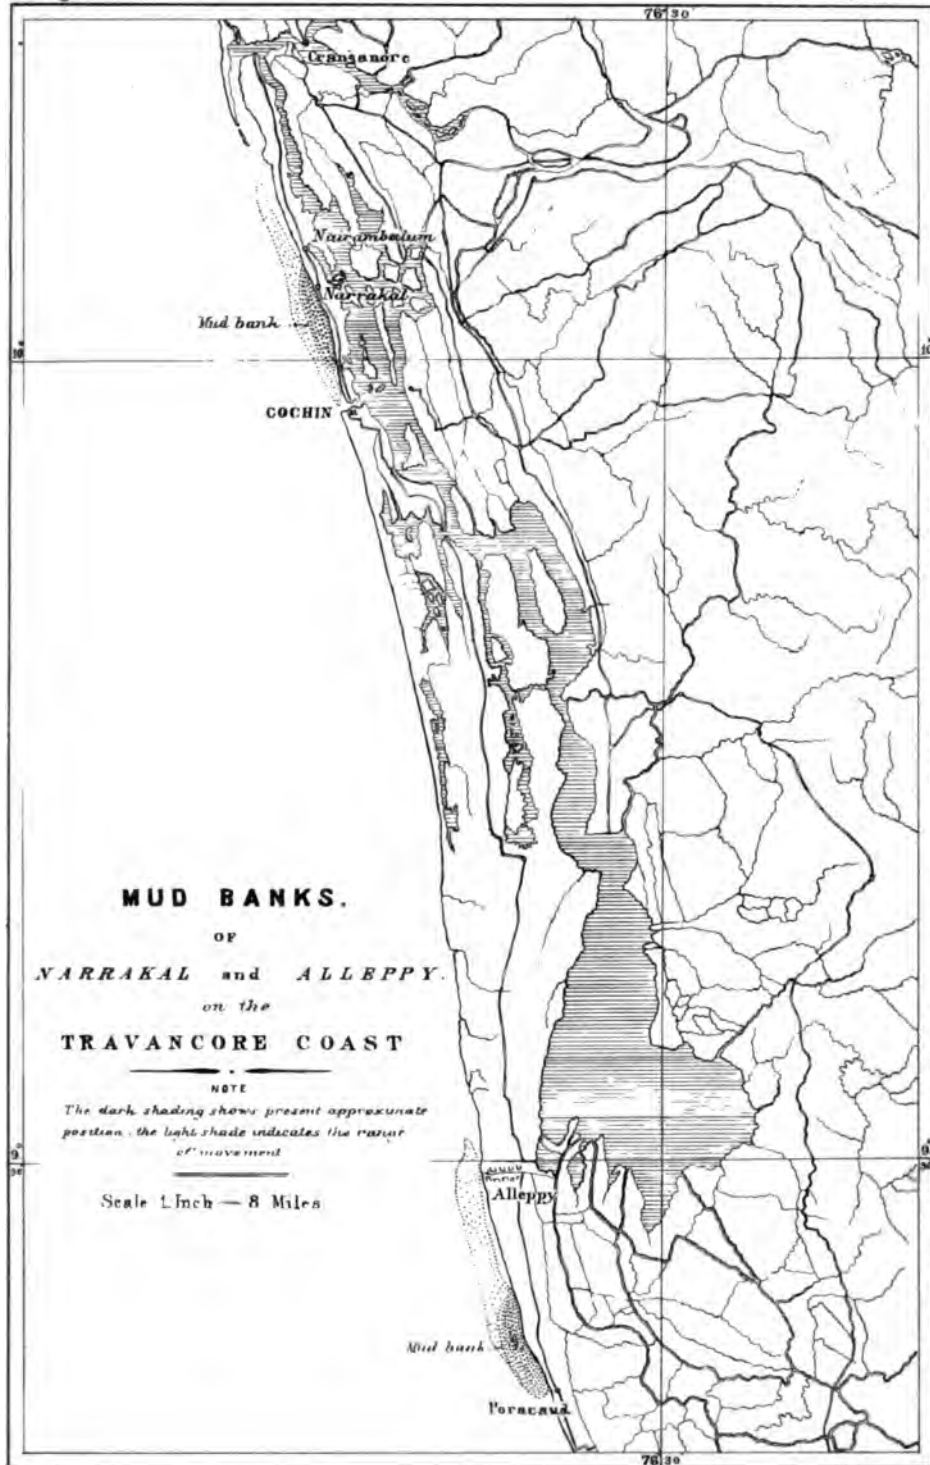 76°30'
Cranganore
Nairambalum
Narrakal
Mud bank
10°
10
COCHIN
MUD BANKS.
OF
NARRAKAL and ALLEPPY.
on the
TRAVANCORE COAST
NOTE
The dark shading shows present approximate
position, the light shade indicates the range
of movement
Scale 1 Inch — 8 Miles
Alleppy
Mud bank
Poracaud
76°30'